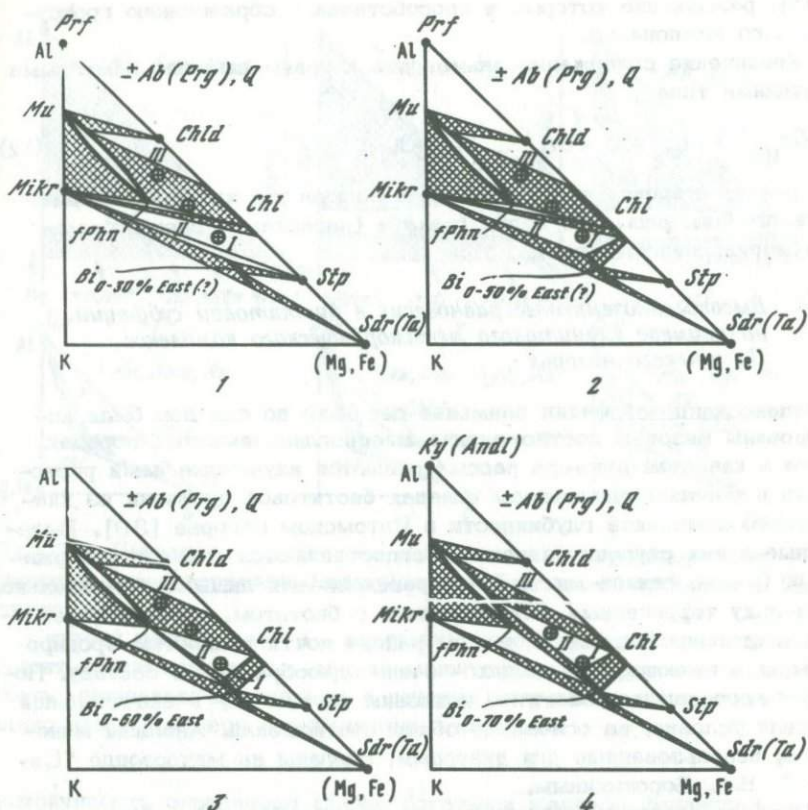 Prf
Al
± Ab (Prg), Q
Mu
Chld
III
Mikr
II
Chl
fPhn
I
Bi 0-30% East(?)
Stp
Sdr(Ta)
K
(Mg, Fe)
1
Prf
Al
± Ab (Prg), Q
Mu
Chld
III
Mikr
II
Chl
fPhn
I
Bi 0-30% East(?)
Stp
Sdr(Ta)
K
(Mg, Fe)
2
Al
± Ab (Prg), Q
Mü
Chld
III
Mikr
II
Chl
fPhn
I
Bi 0-60% East
Stp
Sdr(Ta)
K
(Mg, Fe)
3
Ky (Andl)
Al
± Ab (Prg), Q
Mu
Chld
III
Mikr
II
Chl
fPhn
I
Bi 0-70% East
Stp
Sdr(Ta)
K
(Mg, Fe)
4